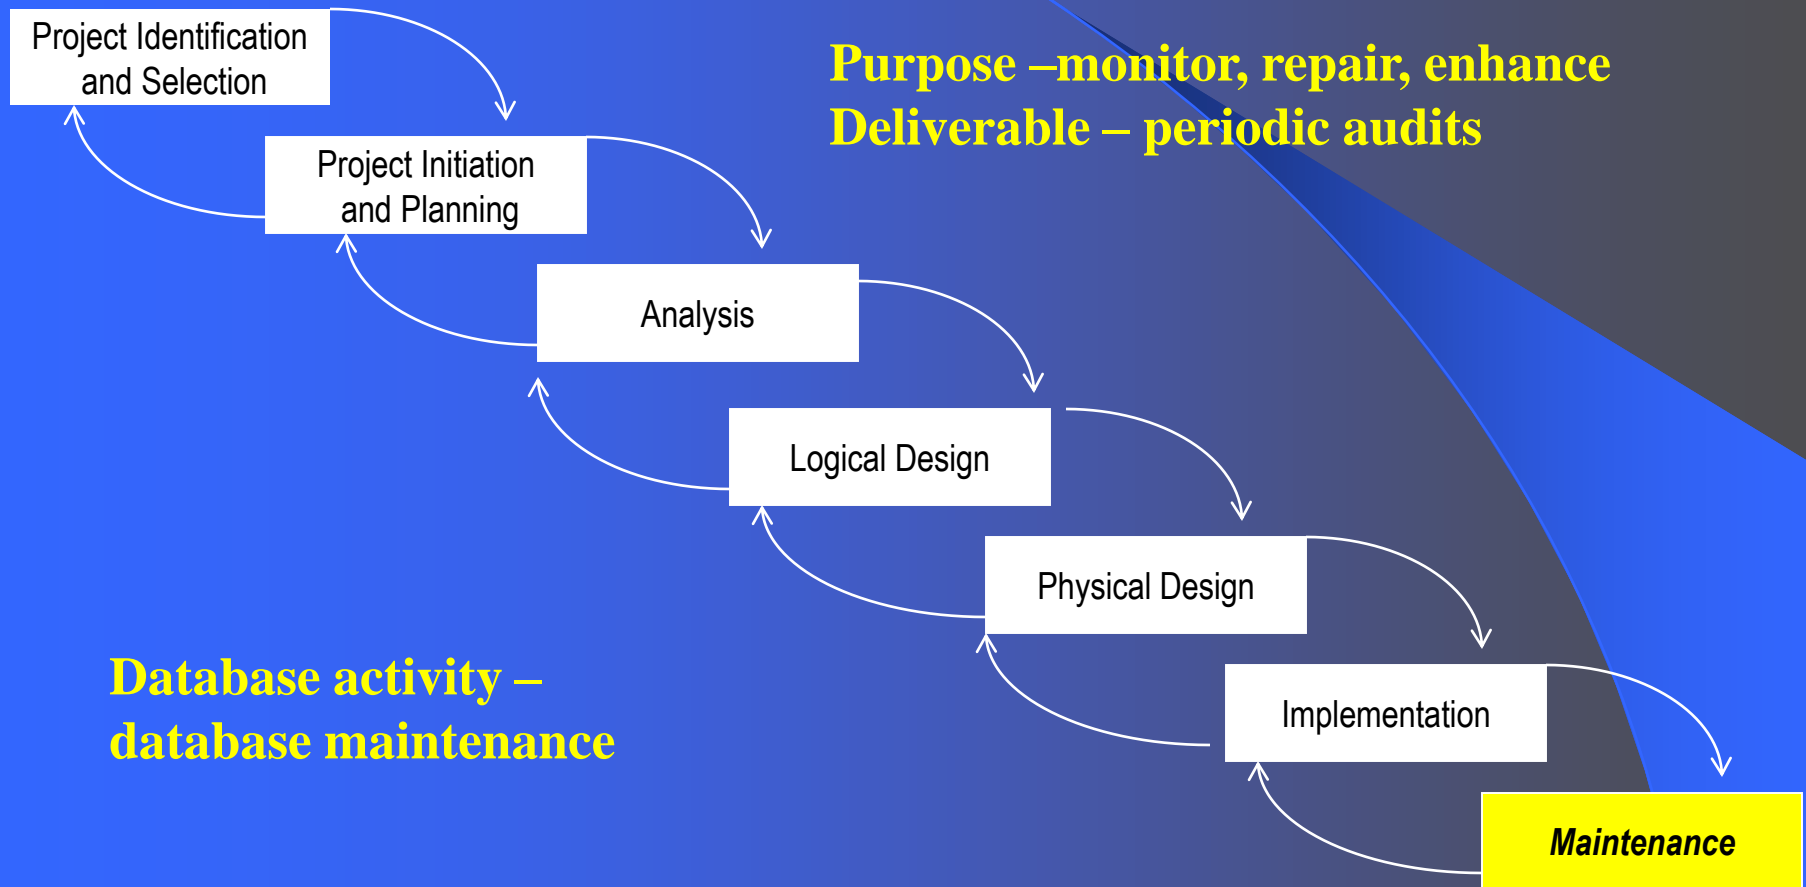 Project Identification
and Selection
Purpose –monitor, repair, enhance
Deliverable – periodic audits
Project Initiation
and Planning
Analysis
Logical Design
Physical Design
Database activity –
database maintenance
Implementation
Maintenance